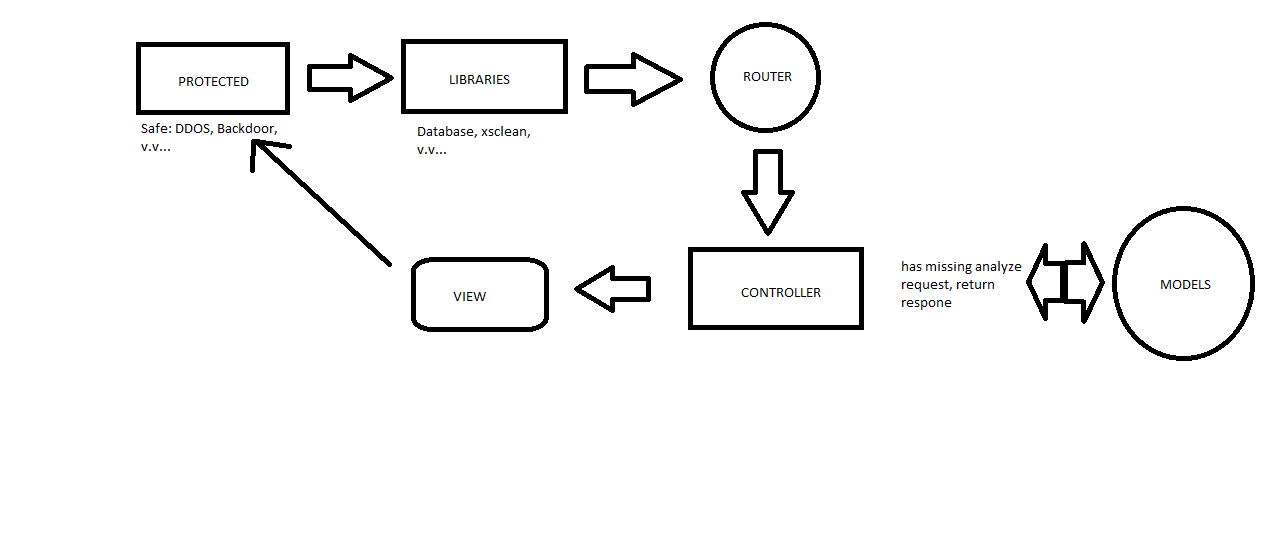 PROTECTED
Safe: DDOS, Backdoor,
v.v...
LIBRARIES
Database, xsclean,
v.v...
ROUTER
CONTROLLER
has missing analyze
request, return
respone
MODELS
VIEW